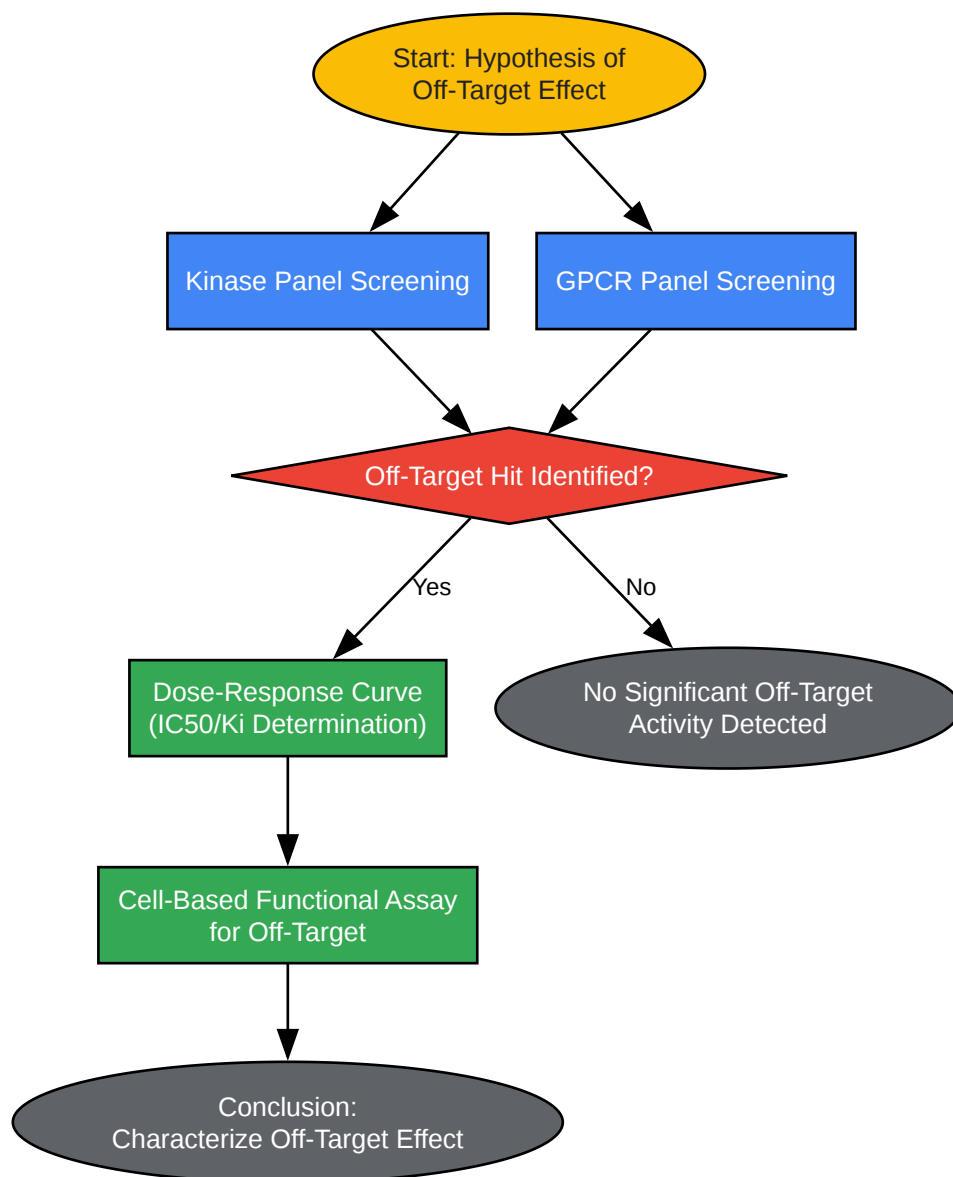 Start: Hypothesis of
Off-Target Effect
Kinase Panel Screening
GPCR Panel Screening
Off-Target Hit Identified?
Yes
No
Dose-Response Curve
(IC50/Ki Determination)
No Significant Off-Target
Activity Detected
Cell-Based Functional Assay
for Off-Target
Conclusion:
Characterize Off-Target Effect